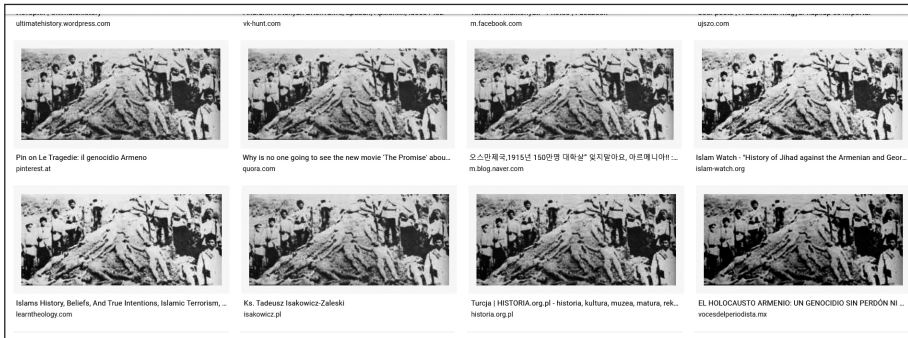 ultimatehistory.wordpress.com
vk-hunt.com
m.facebook.com
ujszo.com
Pin on Le Tragedie: il genocidio Armeno
pinterest.at
Why is no one going to see the new movie 'The Promise' abou...
quora.com
오스만제국,1915년 150만명 대학살" 잊지말아요, 아르메니아!! :...
m.blog.naver.com
Islam Watch - "History of Jihad against the Armenian and Geor...
islam-watch.org
Islams History, Beliefs, And True Intentions, Islamic Terrorism, ...
learntheology.com
Ks. Tadeusz Isakowicz-Zaleski
isakowicz.pl
Turcja | HISTORIA.org.pl - historia, kultura, muzea, matura, rek...
historia.org.pl
EL HOLOCAUSTO ARMENIO: UN GENOCIDIO SIN PERDÓN NI ...
vocesdelperiodista.mx